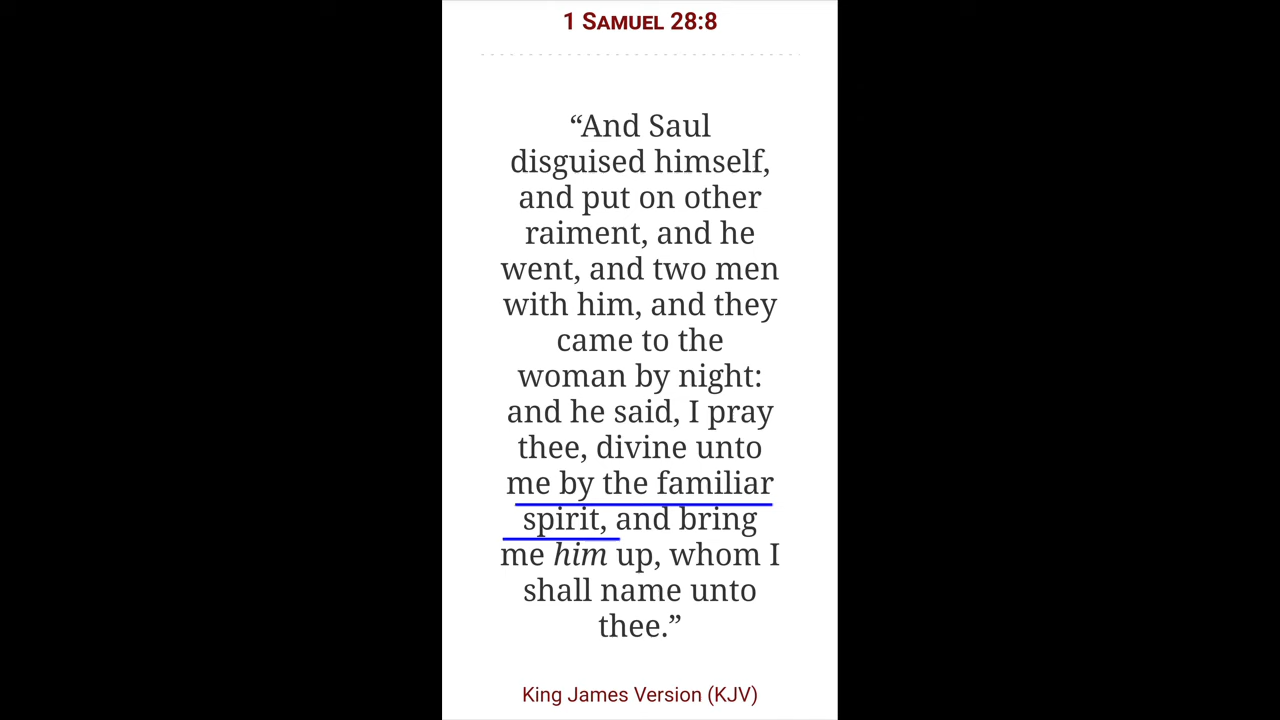 1 SAMUEL 28:8
“And Saul
disguised himself,
and put on other
raiment, and he
went, and two men
with him, and they
came to the
woman by night:
and he said, I pray
thee, divine unto
me by the familiar
spirit, and bring
me him up, whom I
shall name unto
thee.”
King James Version (KJV)